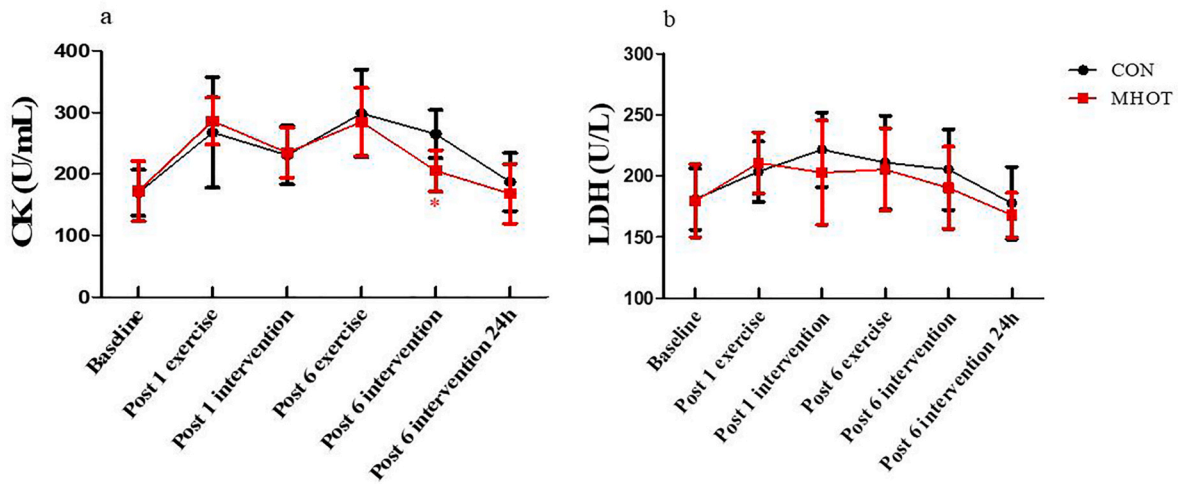 a
CK (U/mL)
400
300
200
100
0
Baseline
Post 1 exercise
Post 1 intervention
Post 6 exercise
Post 6 intervention
Post 6 intervention 24h
*
b
LDH (U/L)
300
250
200
150
100
Baseline
Post 1 exercise
Post 1 intervention
Post 6 exercise
Post 6 intervention
Post 6 intervention 24h
CON
MHOT